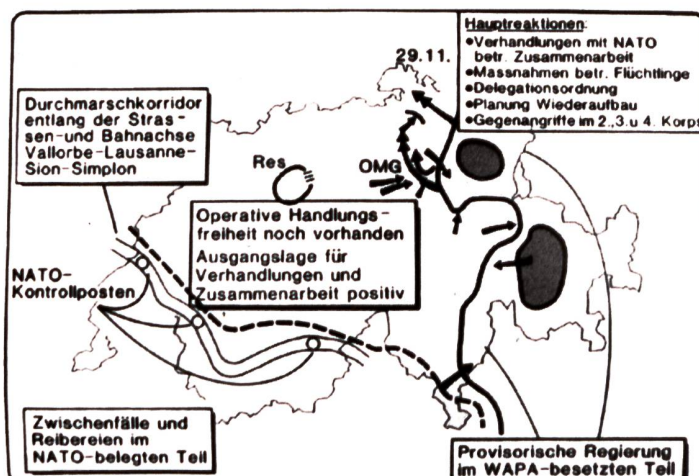 29.11.
Hauptreaktionen:
•Verhandlungen mit NATO
betr. Zusammenarbeit
•Massnahmen betr. Flüchtlinge
•Delegationsordnung
•Planung Wiederaufbau
•Gegenangriffe im 2.,3.u 4. Korps
Durchmarschkorridor
entlang der Stras-
sen-und Bahnachse
Vallorbe-Lausanne-
Sion-Simplon
Res
OMG
Operative Handlungs-
freiheit noch vorhanden
Ausgangslage für
Verhandlungen und
Zusammenarbeit positiv
NATO-
Kontrollposten
Zwischenfälle und
Reibereien im
NATO-belegten Teil
Provisorische Regierung
im WAPA-besetzten Teil